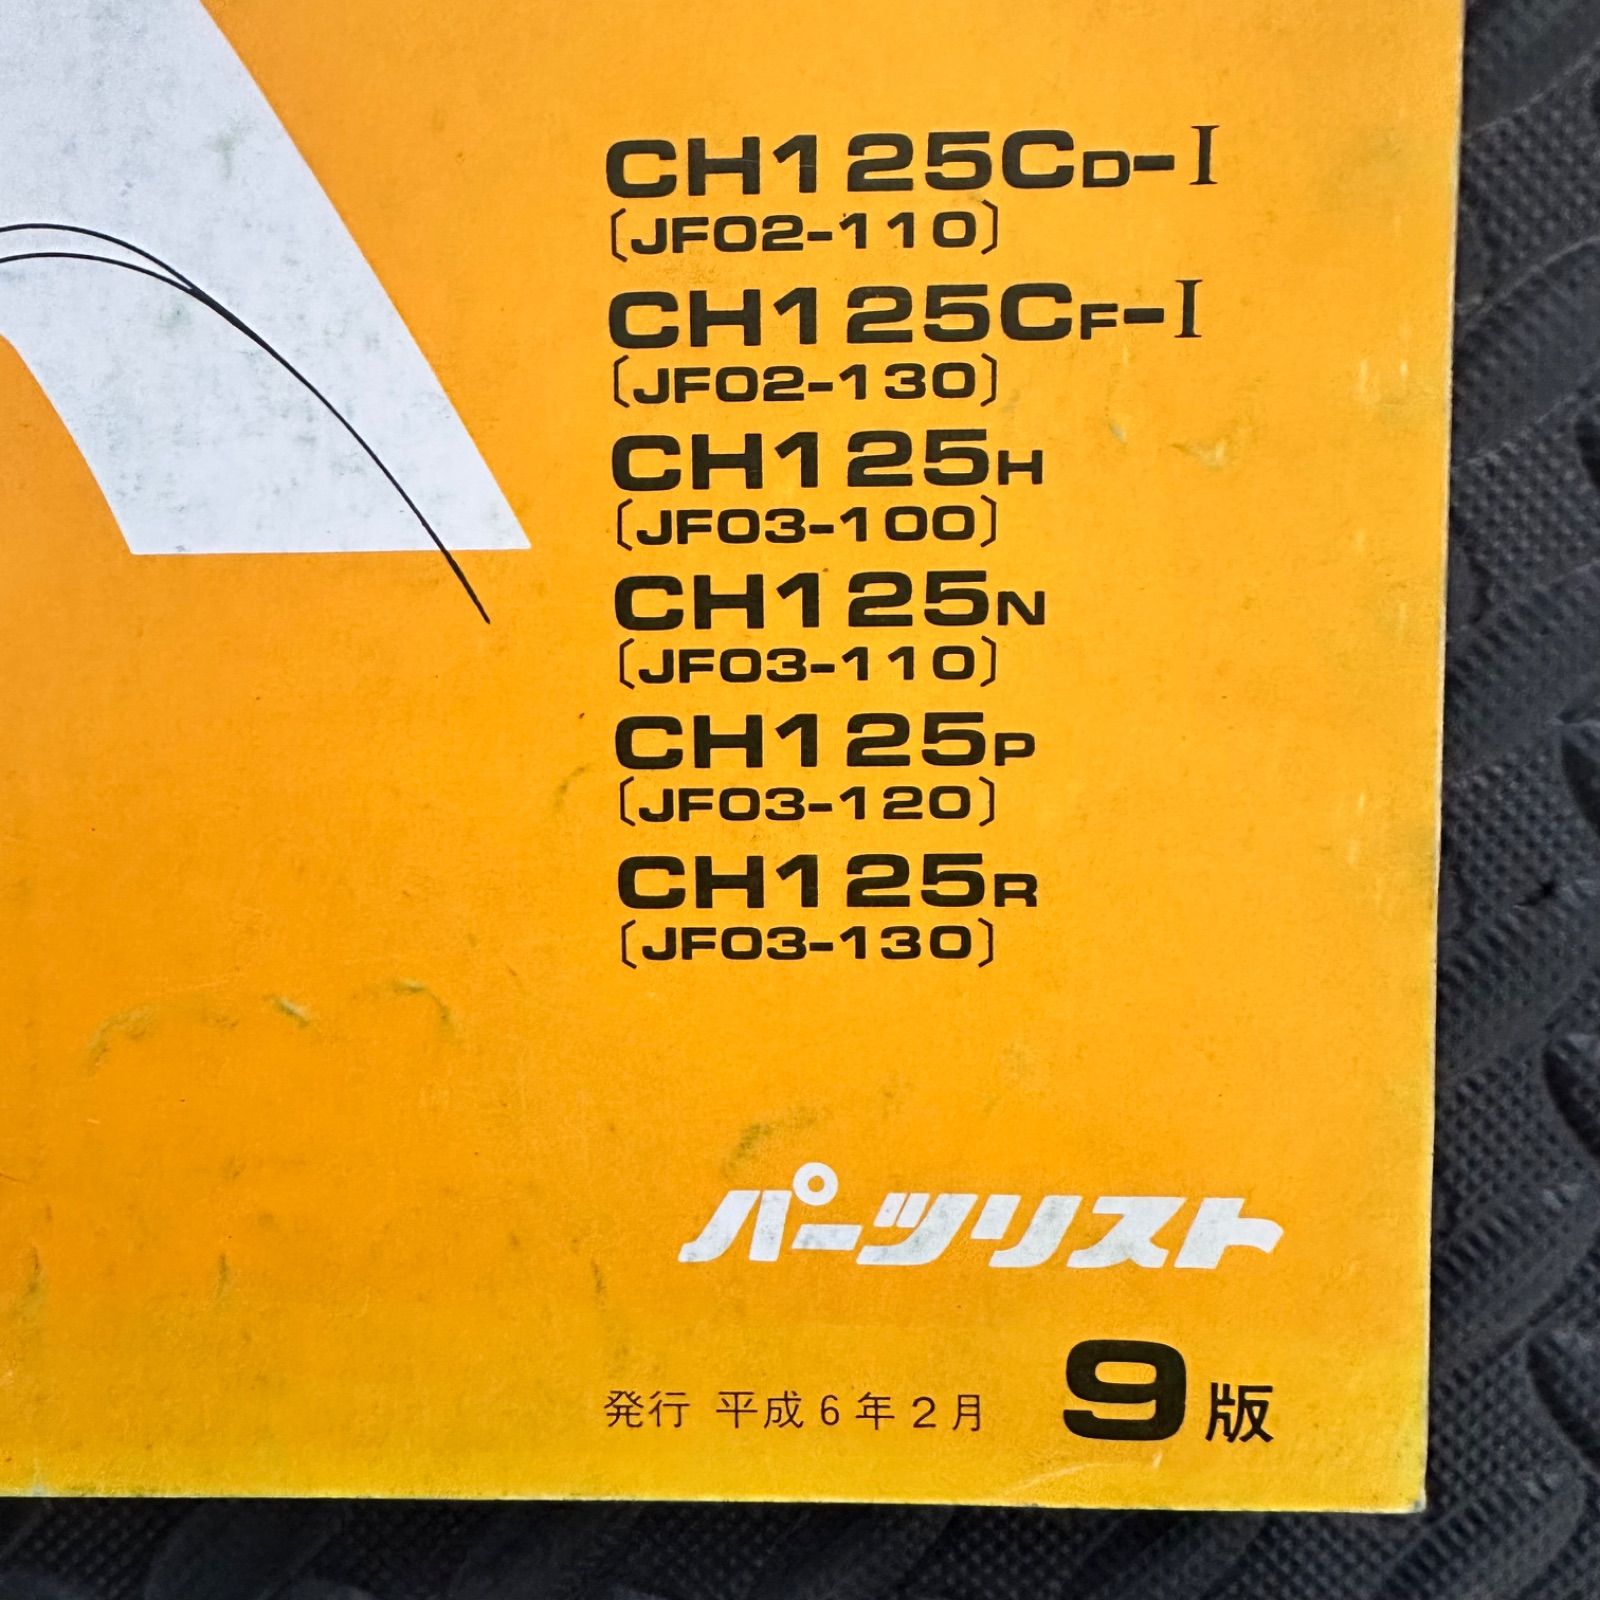 CH125CD-I
〔JF02-110〕
CH125CF-I
〔JF02-130〕
CH125H
〔JF03-100〕
CH125N
〔JF03-110〕
CH125P
〔JF03-120〕
CH125R
〔JF03-130〕
パーツリスト
発行 平成6年2月 9版